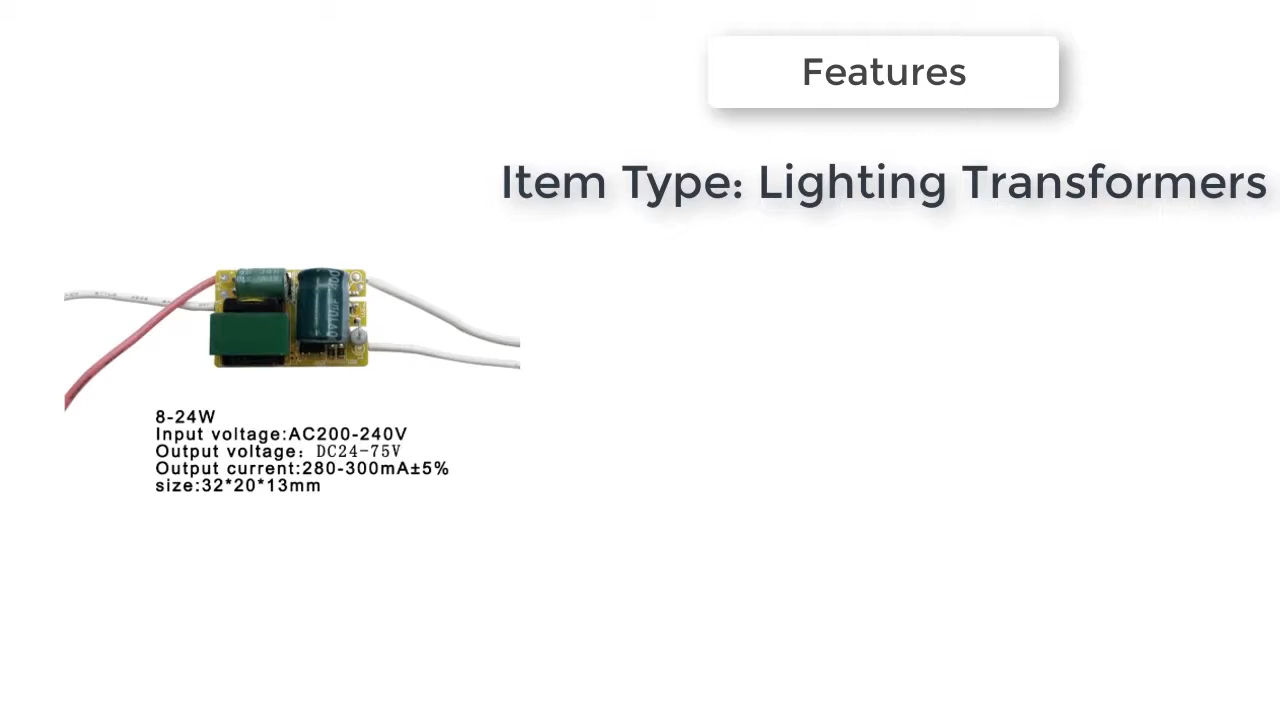 Features
Item Type: Lighting Transformers
8-24W
Input voltage:AC200-240V
Output voltage：DC24-75V
Output current:280-300mA±5%
size:32*20*13mm